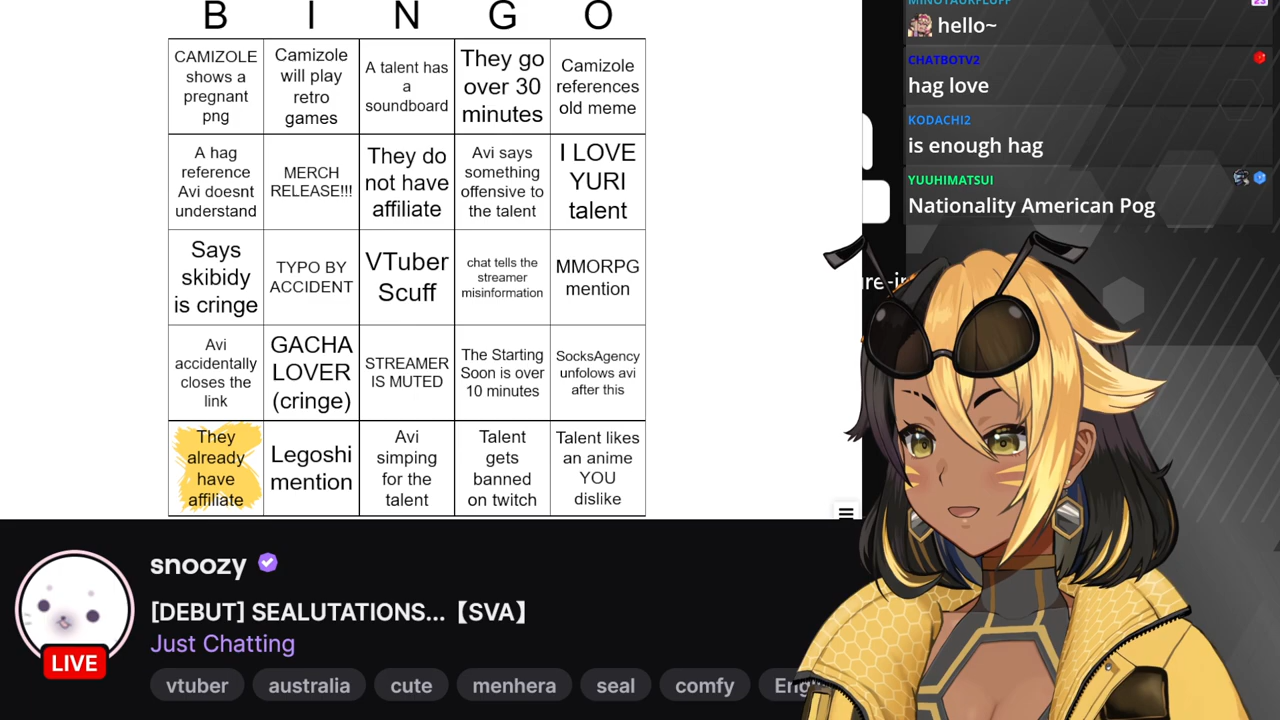 B I N G O
CAMIZOLE
shows a
pregnant
png
Camizole
will play
retro
games
A talent has
a
soundboard
They go
over 30
minutes
Camizole
references
old meme
A hag
reference
Avi doesnt
understand
MERCH
RELEASE!!!
They do
not have
affiliate
Avi says
something
offensive to
the talent
I LOVE
YURI
talent
Says
skibidy
is cringe
TYPO BY
ACCIDENT
VTuber
Scuff
chat tells the
streamer
misinformation
MMORPG
mention
Avi
accidentally
closes the
link
GACHA
LOVER
(cringe)
STREAMER
IS MUTED
The Starting
Soon is over
10 minutes
SocksAgency
unfolows avi
after this
They
already
have
affiliate
Legoshi
mention
Avi
simping
for the
talent
Talent
gets
banned
on twitch
Talent likes
an anime
YOU
dislike
snoozy
[DEBUT] SEALUTATIONS...【SVA】
Just Chatting
LIVE
vtuber australia cute menhera seal comfy
MINOTAURFLUFF
hello~
CHATBOTV2
hag love
KODACHI2
is enough hag
YUUHIMATSUI
Nationality American Pog